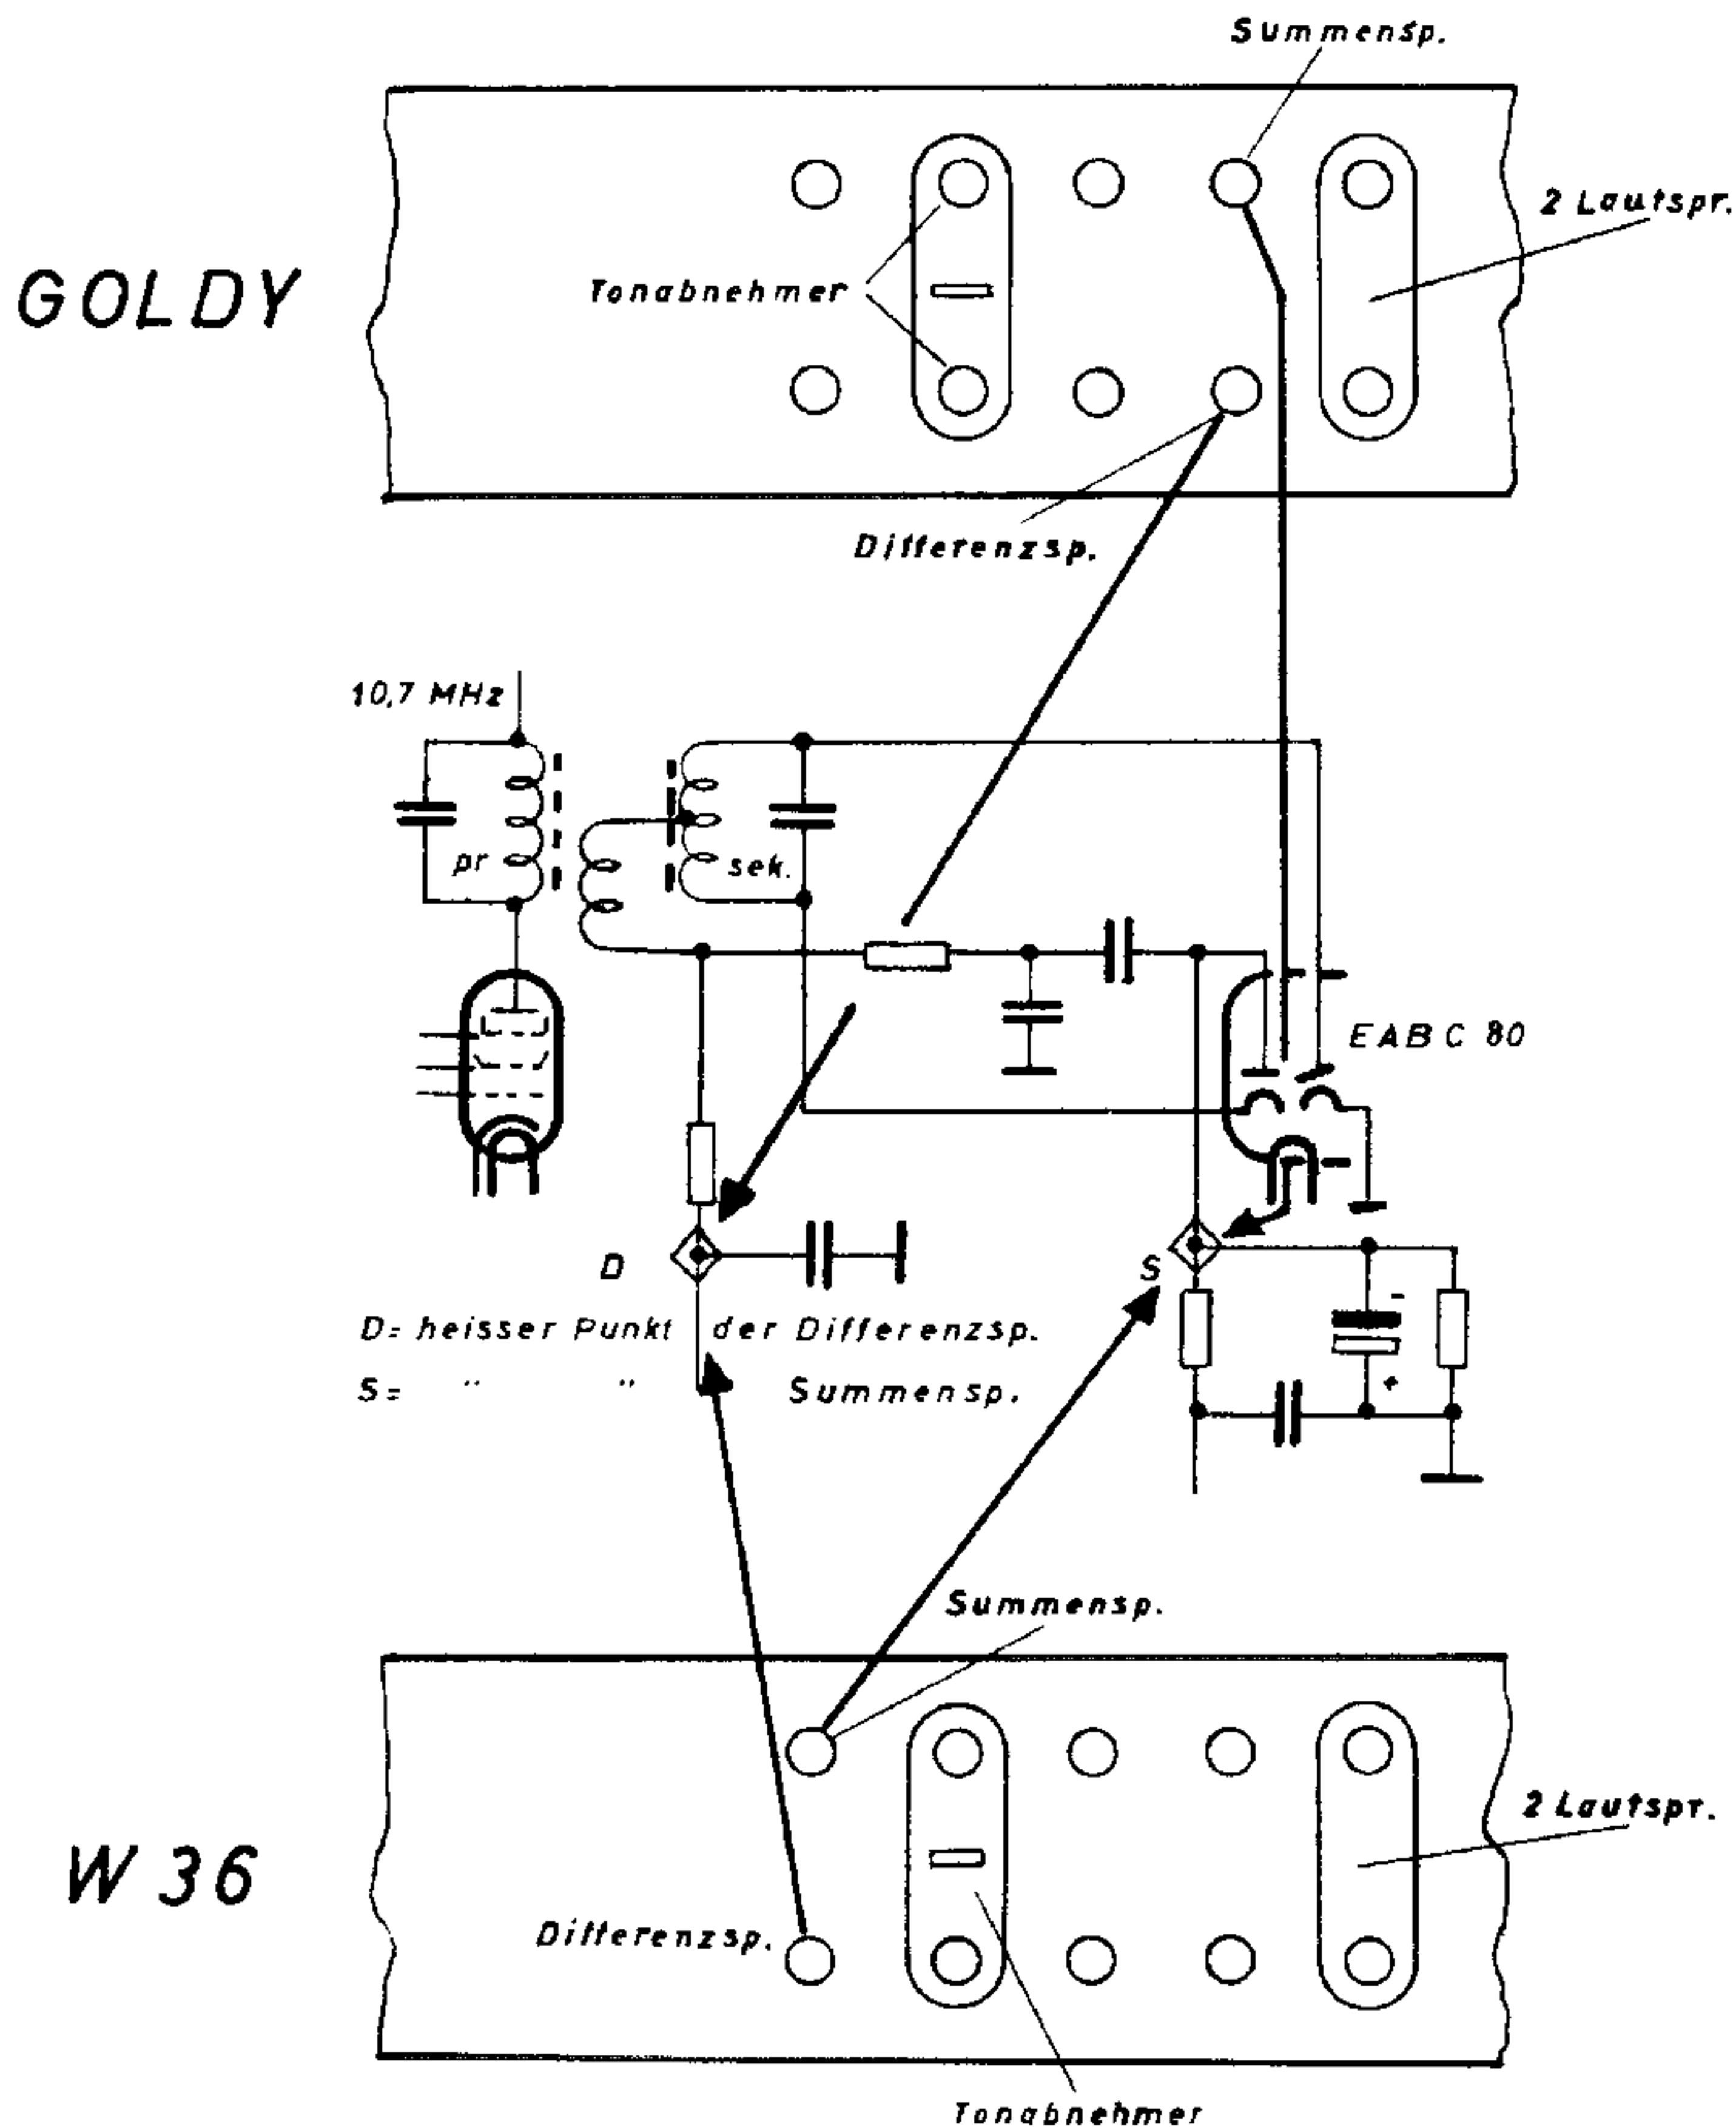 Summensp.
2 Lautspr.
GOLDY
Tonabnehmer
Differenzsp.
10,7 MHz
pr
sek.
EABC 80
D
S
D= heisser Punkt der Differenzsp.
S= " " Summensp.
-
+
Summensp.
2 Lautspr.
W 36
Differenzsp.
Tonabnehmer